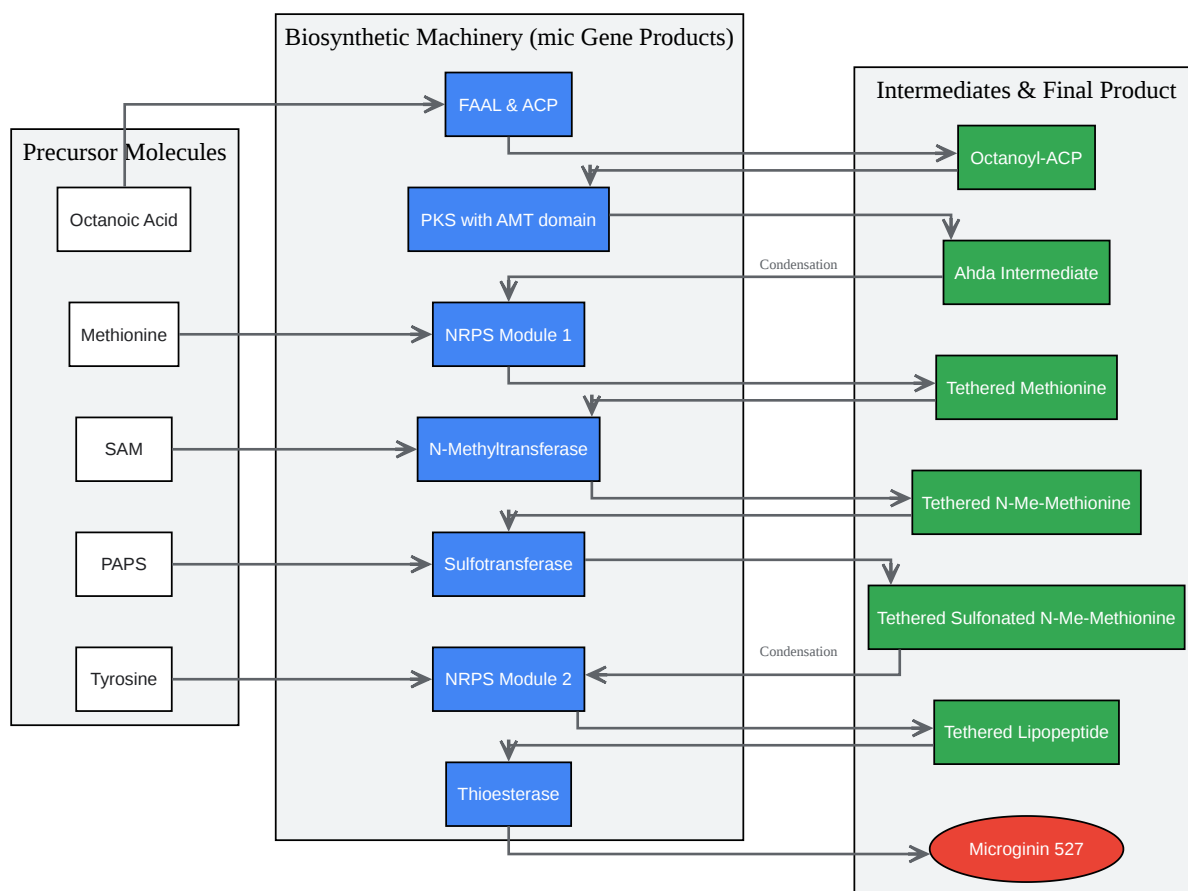 Biosynthetic Machinery (mic Gene Products)
Intermediates & Final Product
Precursor Molecules
FAAL & ACP
Octanoyl-ACP
Octanoic Acid
PKS with AMT domain
Condensation
Ahda Intermediate
Methionine
NRPS Module 1
Tethered Methionine
SAM
N-Methyltransferase
Tethered N-Me-Methionine
PAPS
Sulfotransferase
Tethered Sulfonated N-Me-Methionine
Condensation
Tyrosine
NRPS Module 2
Tethered Lipopeptide
Thioesterase
Microginin 527